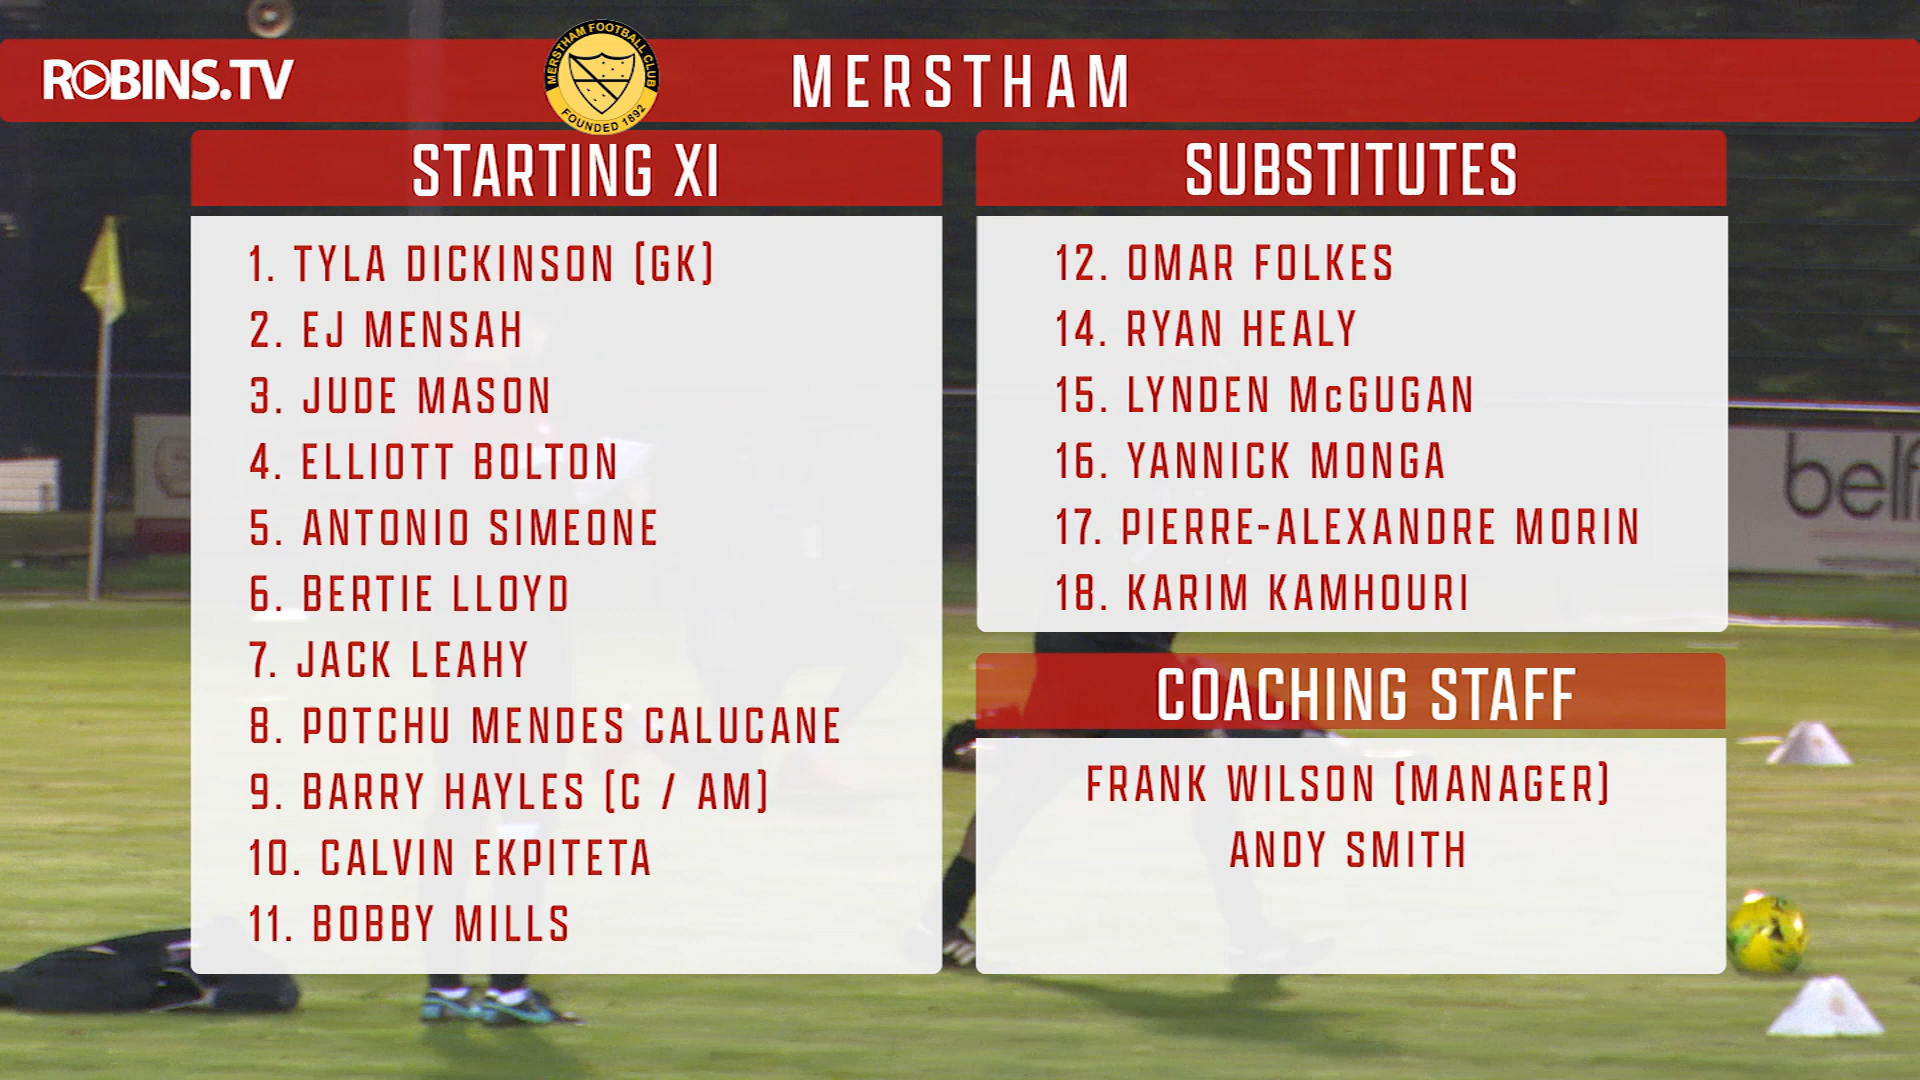 ROBINS.TV
MERSTHAM FOOTBALL CLUB
FOUNDED 1892
MERSTHAM
STARTING XI
1. TYLA DICKINSON (GK)
2. EJ MENSAH
3. JUDE MASON
4. ELLIOTT BOLTON
5. ANTONIO SIMEONE
6. BERTIE LLOYD
7. JACK LEAHY
8. POTCHU MENDES CALUCANE
9. BARRY HAYLES (C / AM)
10. CALVIN EKPITETA
11. BOBBY MILLS
SUBSTITUTES
12. OMAR FOLKES
14. RYAN HEALY
15. LYNDEN McGUGAN
16. YANNICK MONGA
17. PIERRE-ALEXANDRE MORIN
18. KARIM KAMHOURI
COACHING STAFF
FRANK WILSON (MANAGER)
ANDY SMITH